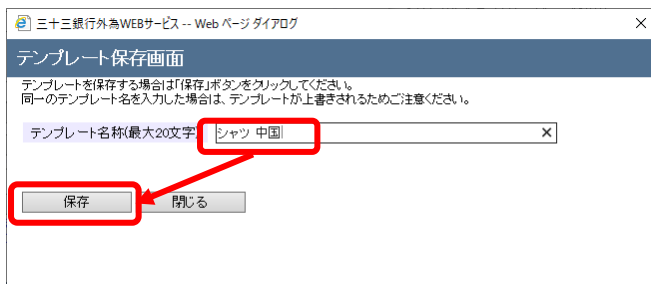 三十三銀行外為WEBサービス -- Web ページ ダイアログ
テンプレート保存画面
テンプレートを保存する場合は「保存」ボタンをクリックしてください。
同一のテンプレート名を入力した場合は、テンプレートが上書きされるためご注意ください。
テンプレート名称(最大20文字) シャツ 中国
保存 閉じる